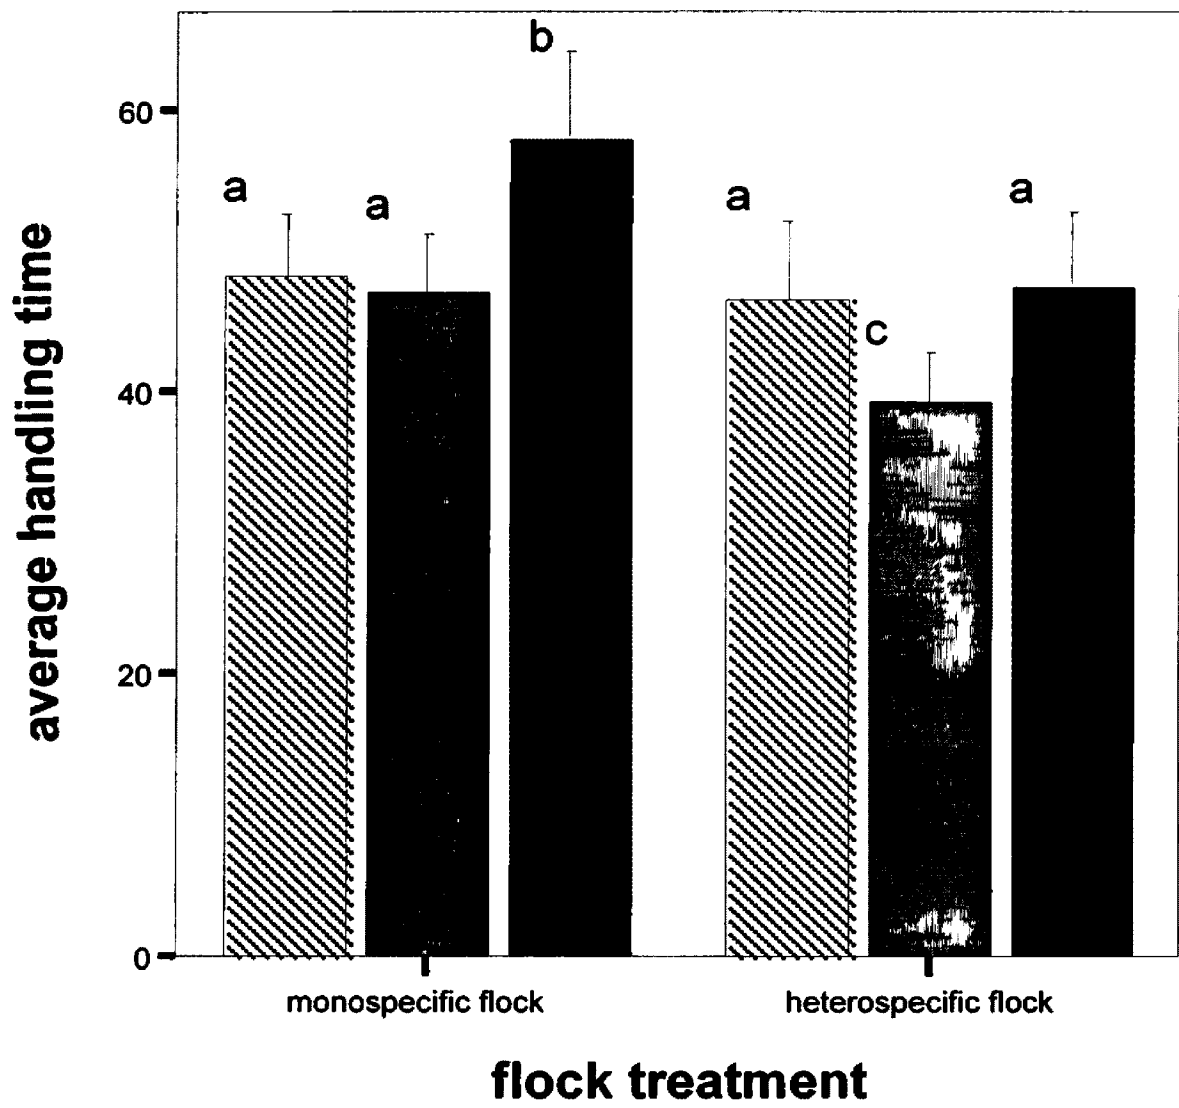 b
60
a
a
a
a
c
40
20
0
average handling time
monospecific flock
heterospecific flock
flock treatment